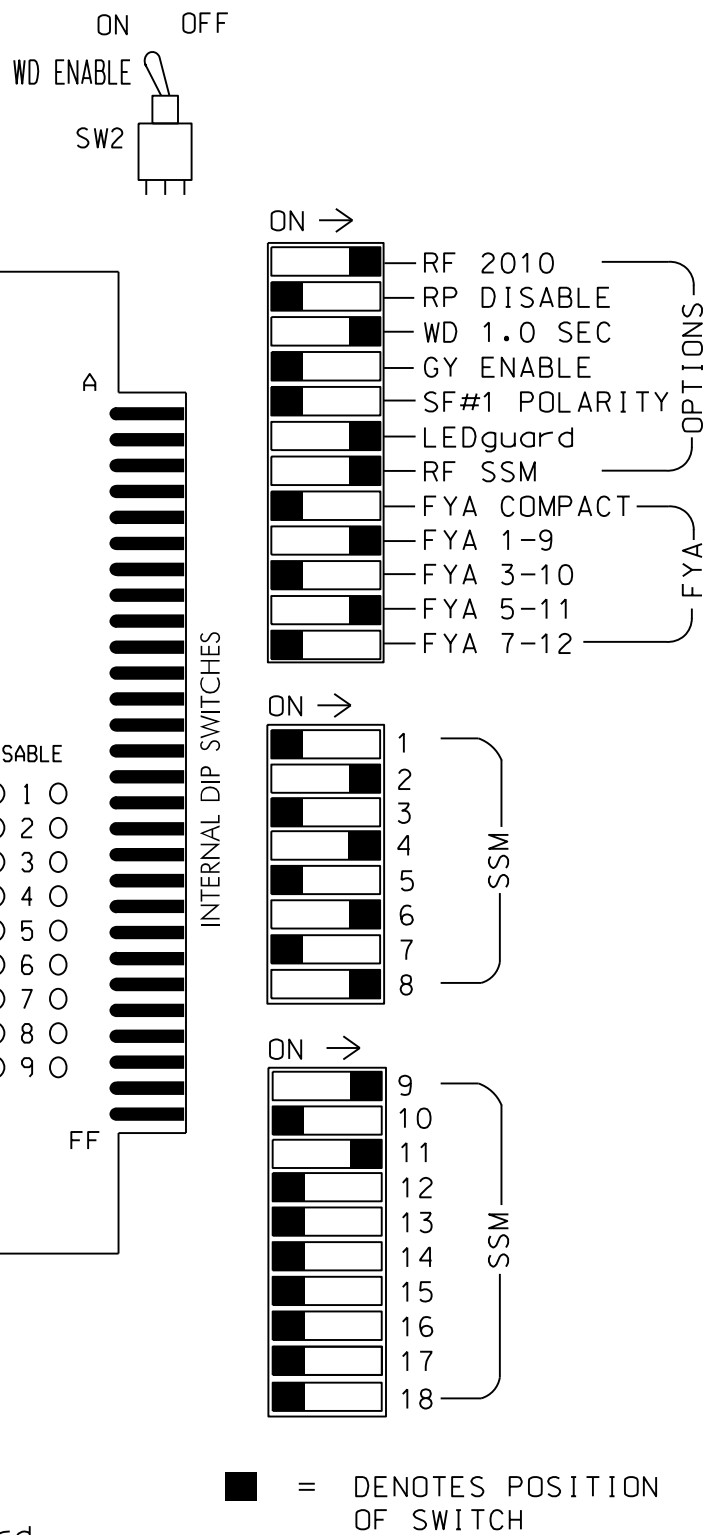 ON OFF
WD ENABLE
SW2
ON
RF 2010
RP DISABLE
WD 1.0 SEC
GY ENABLE
SF#1 POLARITY
LEDguard
RF SSM
OPTIONS
FYA COMPACT
FYA 1-9
FYA 3-10
FYA 5-11
FYA 7-12
FYA
A
INTERNAL DIP SWITCHES
SABLE
1
2
3
4
5
6
7
8
9
FF
ON
1
2
3
4
5
6
7
8
SSM
ON
9
10
11
12
13
14
15
16
17
18
SSM
= DENOTES POSITION
OF SWITCH